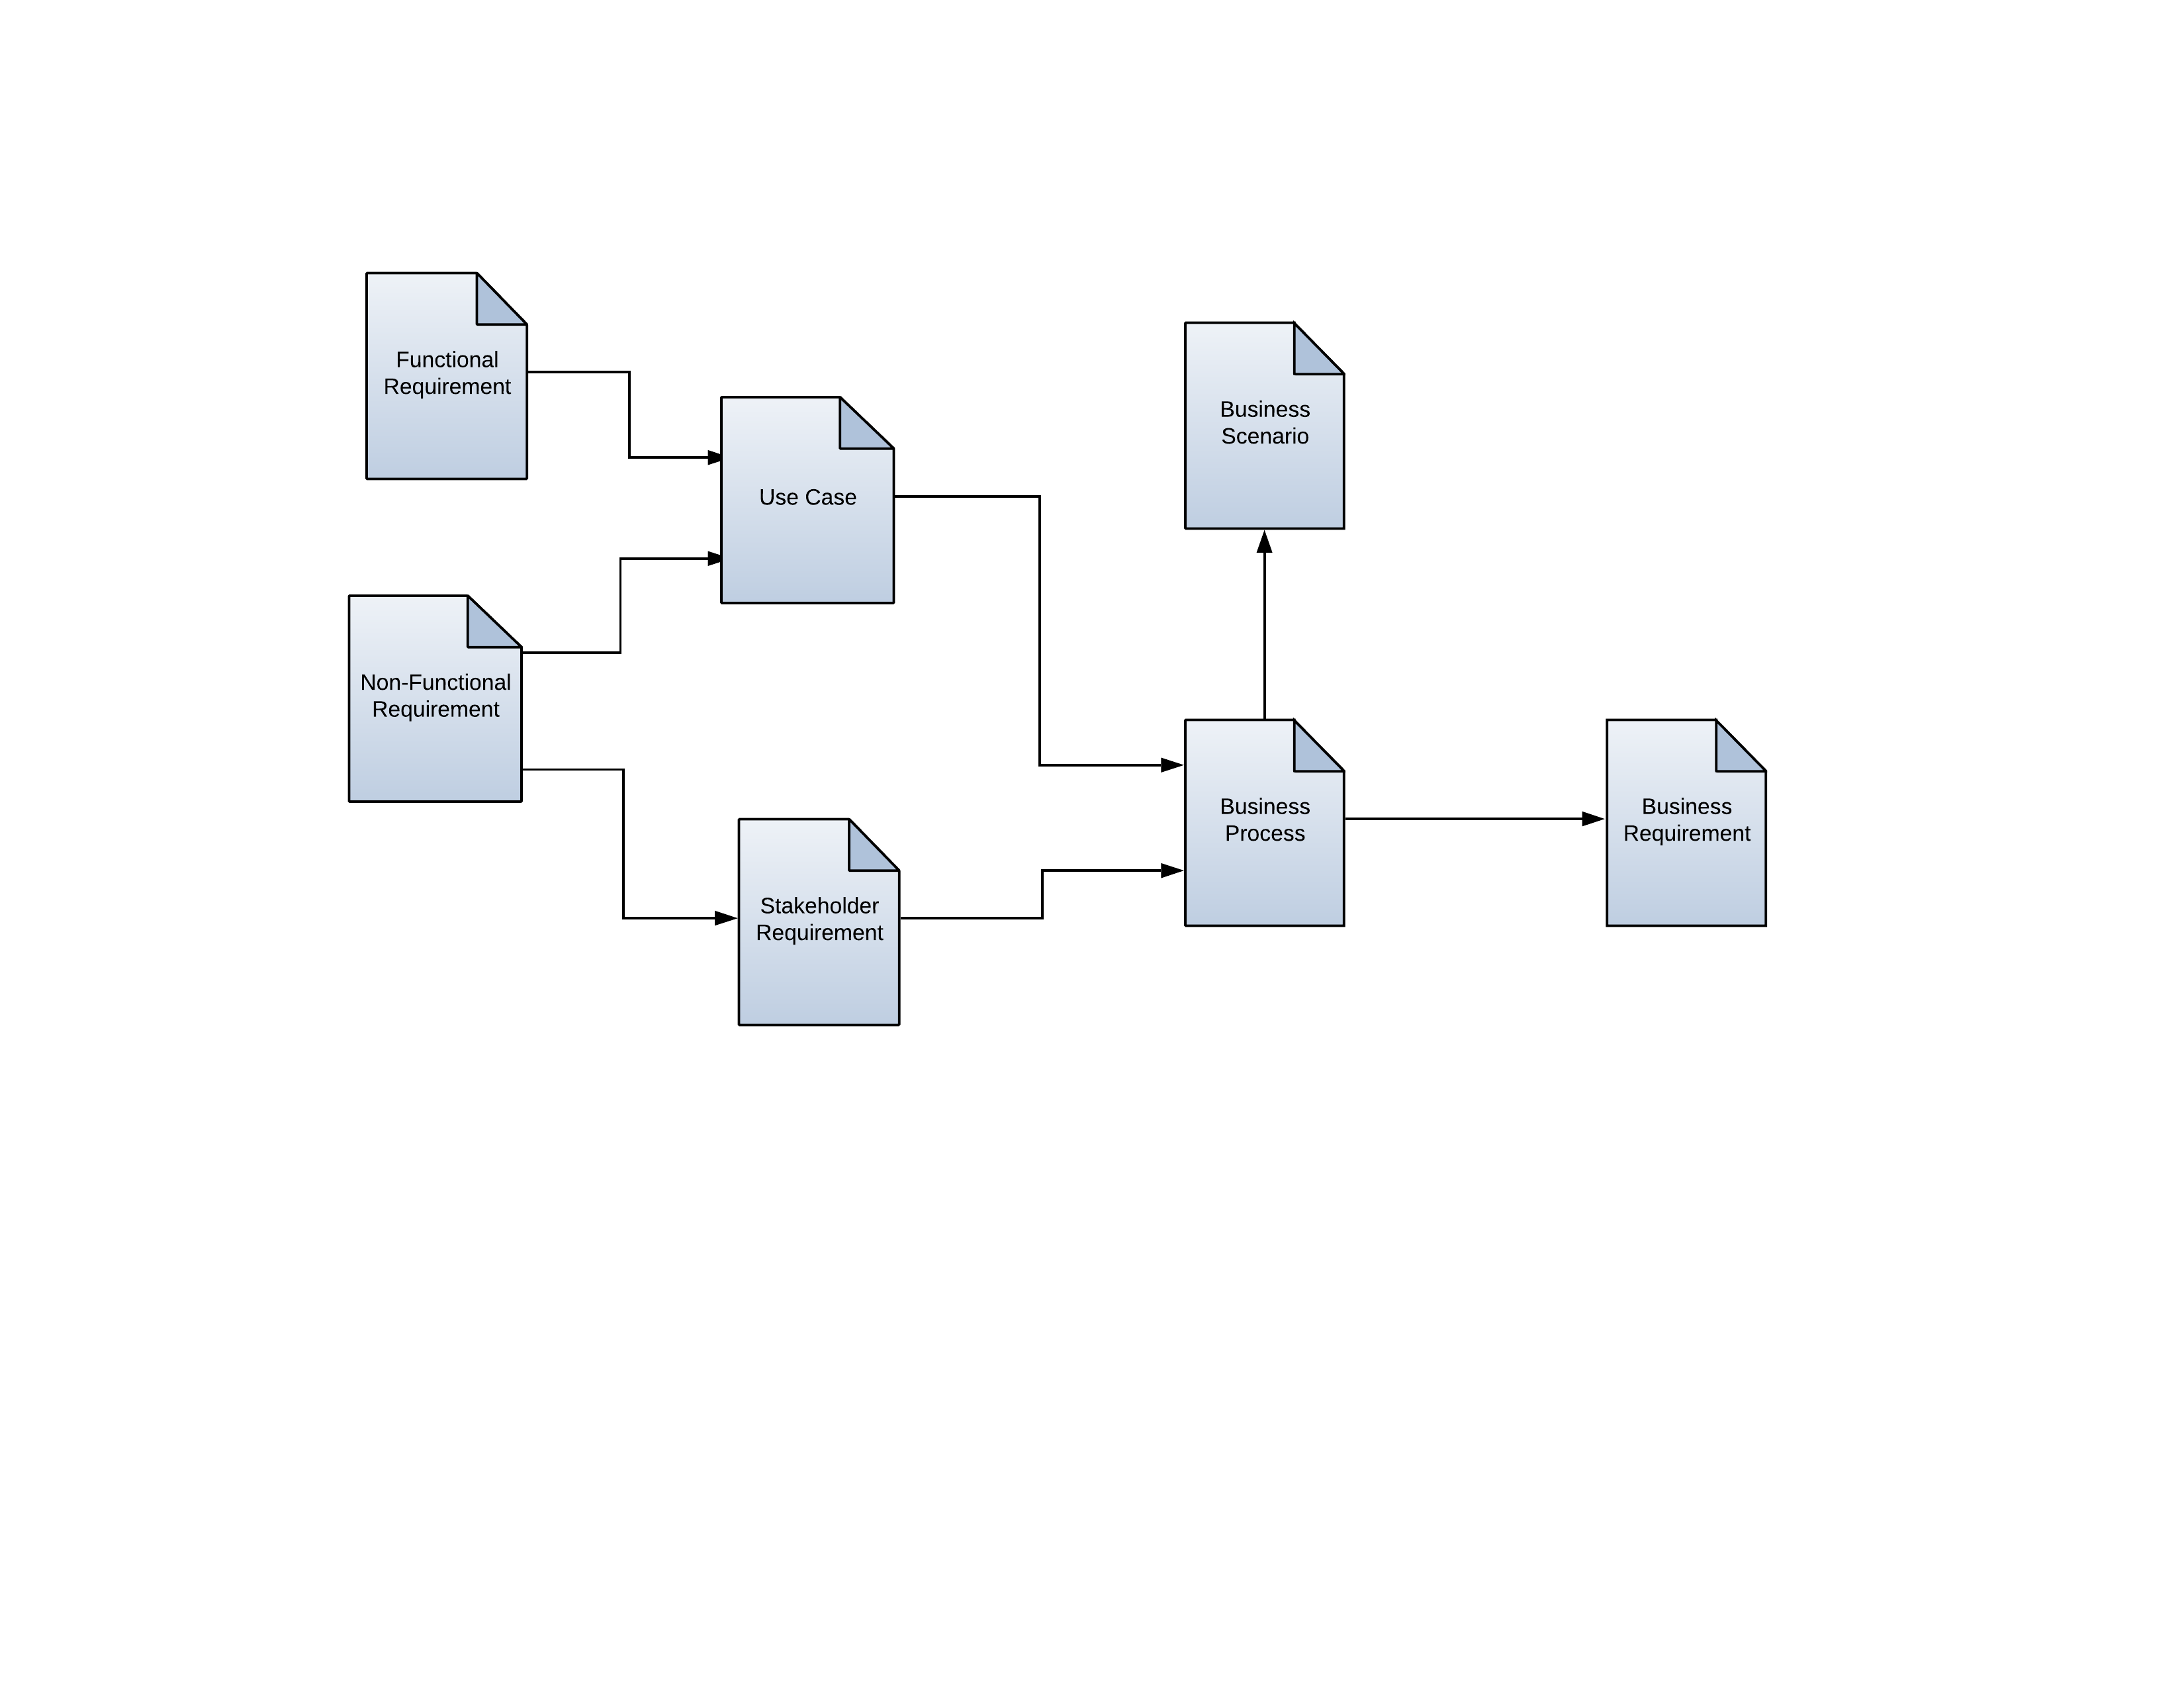 Functional
Requirement
Business
Scenario
Use Case
Non-Functional
Requirement
Business
Process
Business
Requirement
Stakeholder
Requirement